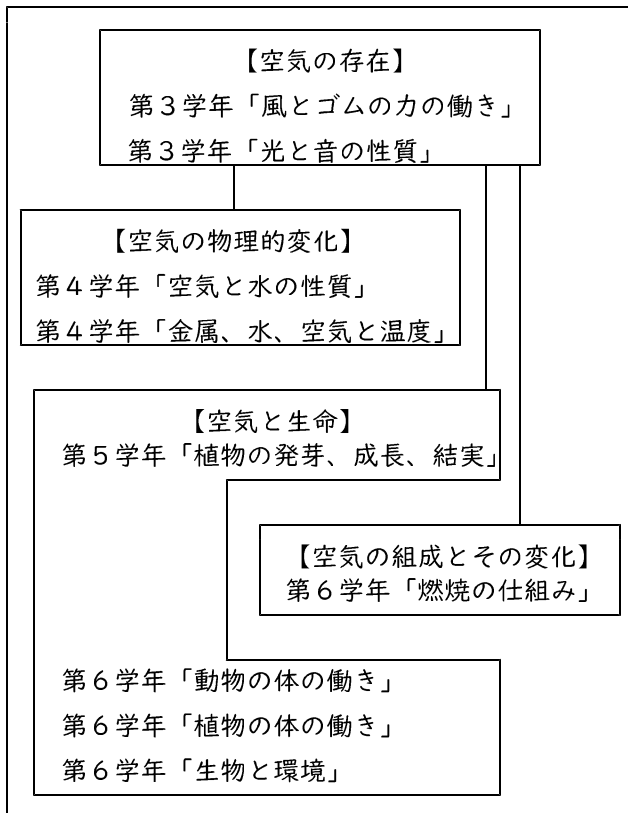 【空気の存在】
第３学年「風とゴムの力の働き」
第３学年「光と音の性質」
【空気の物理的変化】
第４学年「空気と水の性質」
第４学年「金属、水、空気と温度」
【空気と生命】
第５学年「植物の発芽、成長、結実」
【空気の組成とその変化】
第６学年「燃焼の仕組み」
第６学年「動物の体の働き」
第６学年「植物の体の働き」
第６学年「生物と環境」